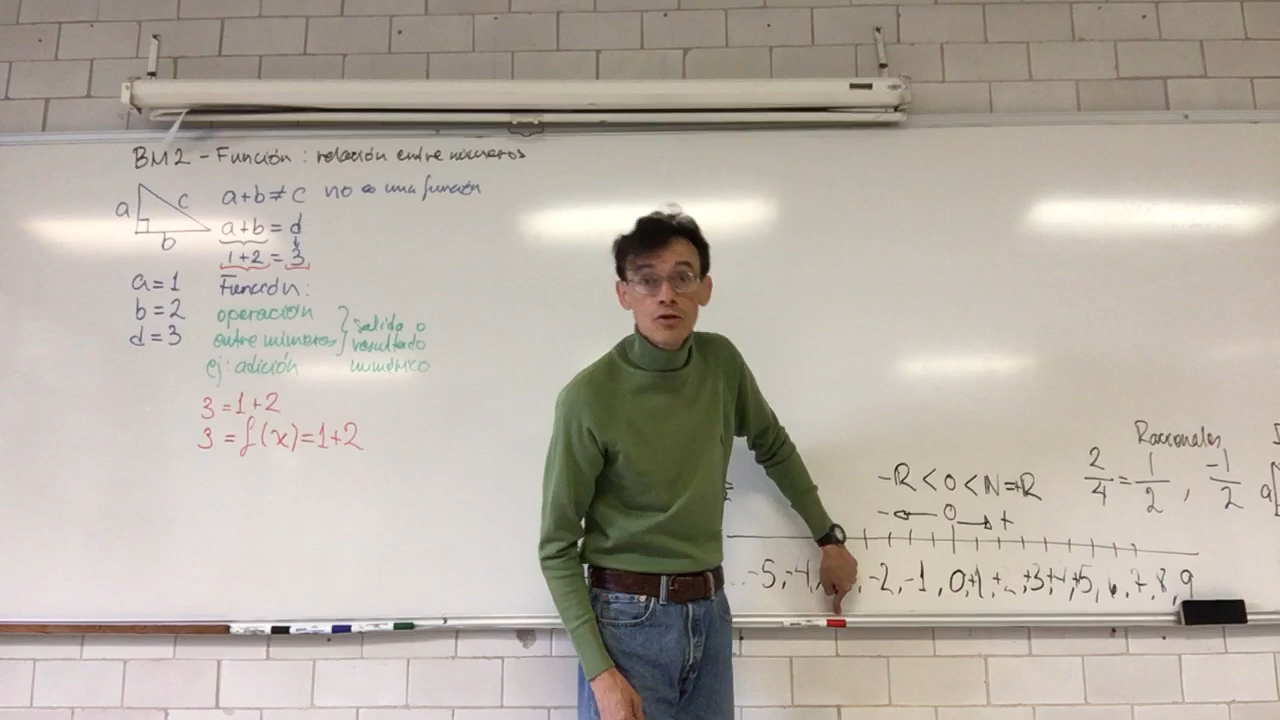 BM2 - Función : relación entre números
a c b
a+b≠c no es una función
a+b = d
1+2 = 3
a=1
b=2
d=3
Función:
operación
entre números
ej: adición
salida o
resultado
numérico
3=1+2
3=f(x)=1+2
-R<0<N=+R
- ← 0 → +
-5, -4, -2, -1, 0, +1, +2, +3, +4, +5, 6, 7, 8, 9
Racionales
2/4 = 1/2 , -1/2
a